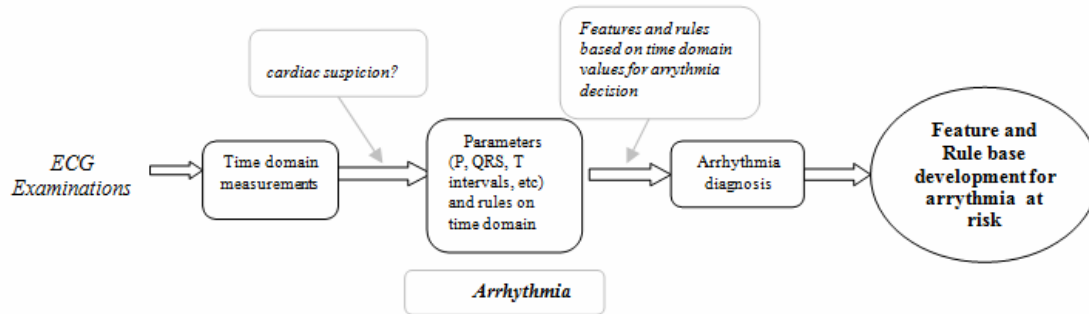 cardiac suspicion?
Features and rules
based on time domain
values for arrythmia
decision
ECG
Examinations
Time domain
measurements
Parameters
(P, QRS, T
intervals, etc)
and rules on
time domain
Arrhythmia
diagnosis
Feature and
Rule base
development for
arrythmia at
risk
Arrhythmia